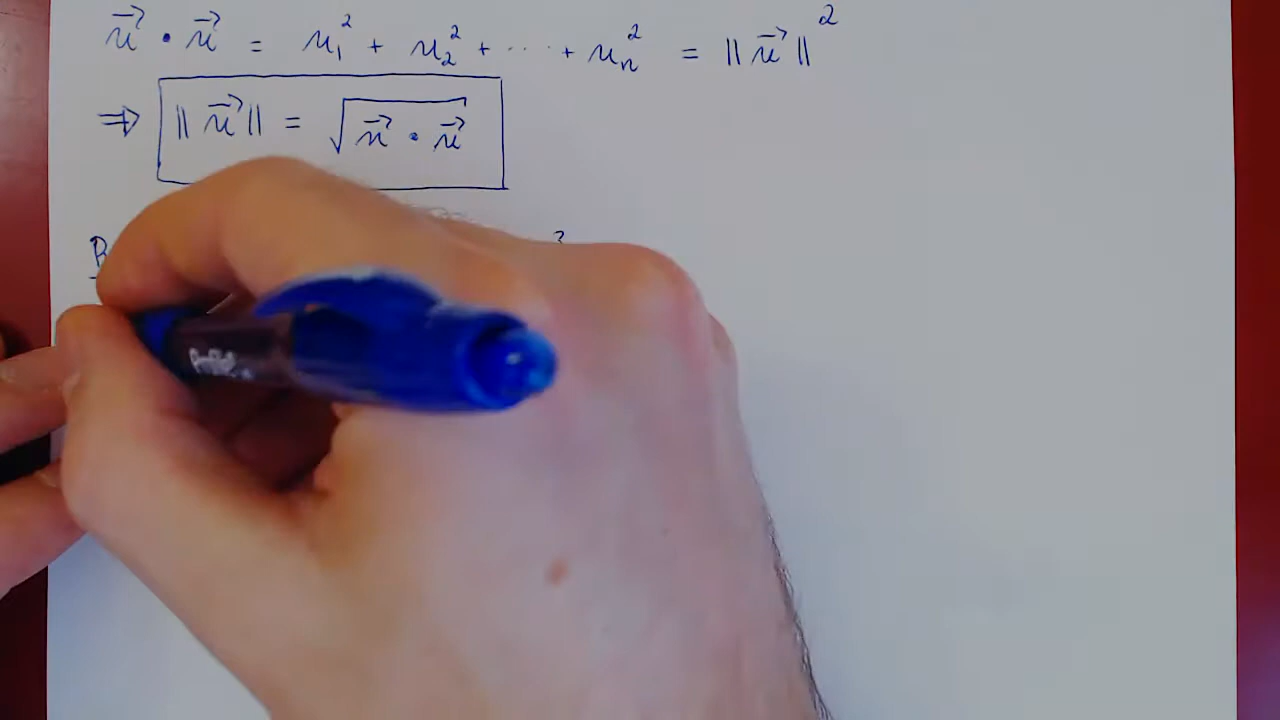 u⃗ • u⃗ = u₁² + u₂² + ⋯ + uₙ² = ‖u⃗‖²
⇒ ‖u⃗‖ = √(u⃗ • u⃗)